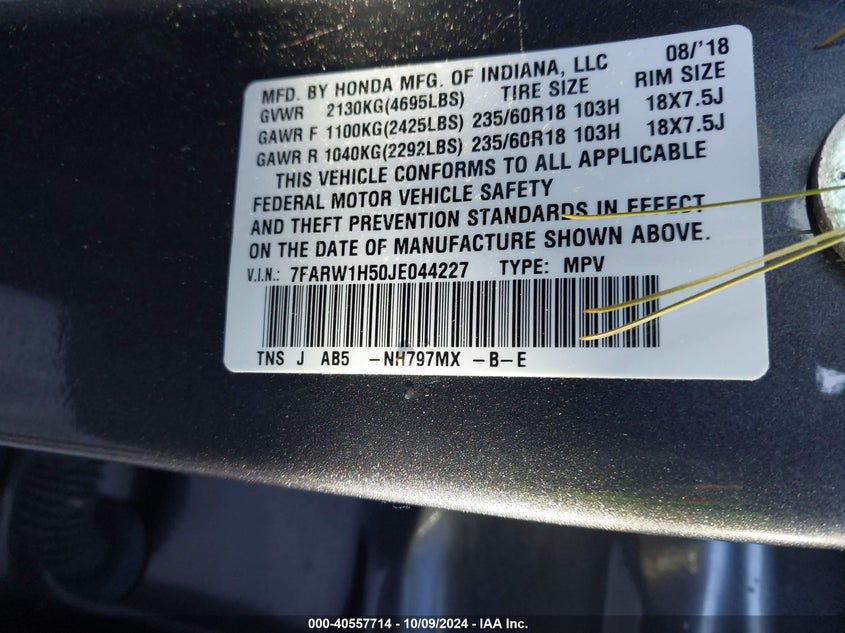 MFD. BY HONDA MFG. OF INDIANA, LLC 08/'18
GVWR 2130KG(4695LBS) TIRE SIZE RIM SIZE
GAWR F 1100KG(2425LBS) 235/60R18 103H 18X7.5J
GAWR R 1040KG(2292LBS) 235/60R18 103H 18X7.5J
THIS VEHICLE CONFORMS TO ALL APPLICABLE
FEDERAL MOTOR VEHICLE SAFETY
AND THEFT PREVENTION STANDARDS IN EFFECT
ON THE DATE OF MANUFACTURE SHOWN ABOVE.
V.I.N.: 7FARW1H50JE044227 TYPE: MPV
TNS J AB5 -NH797MX -B-E
000-40557714 - 10/09/2024 - IAA Inc.